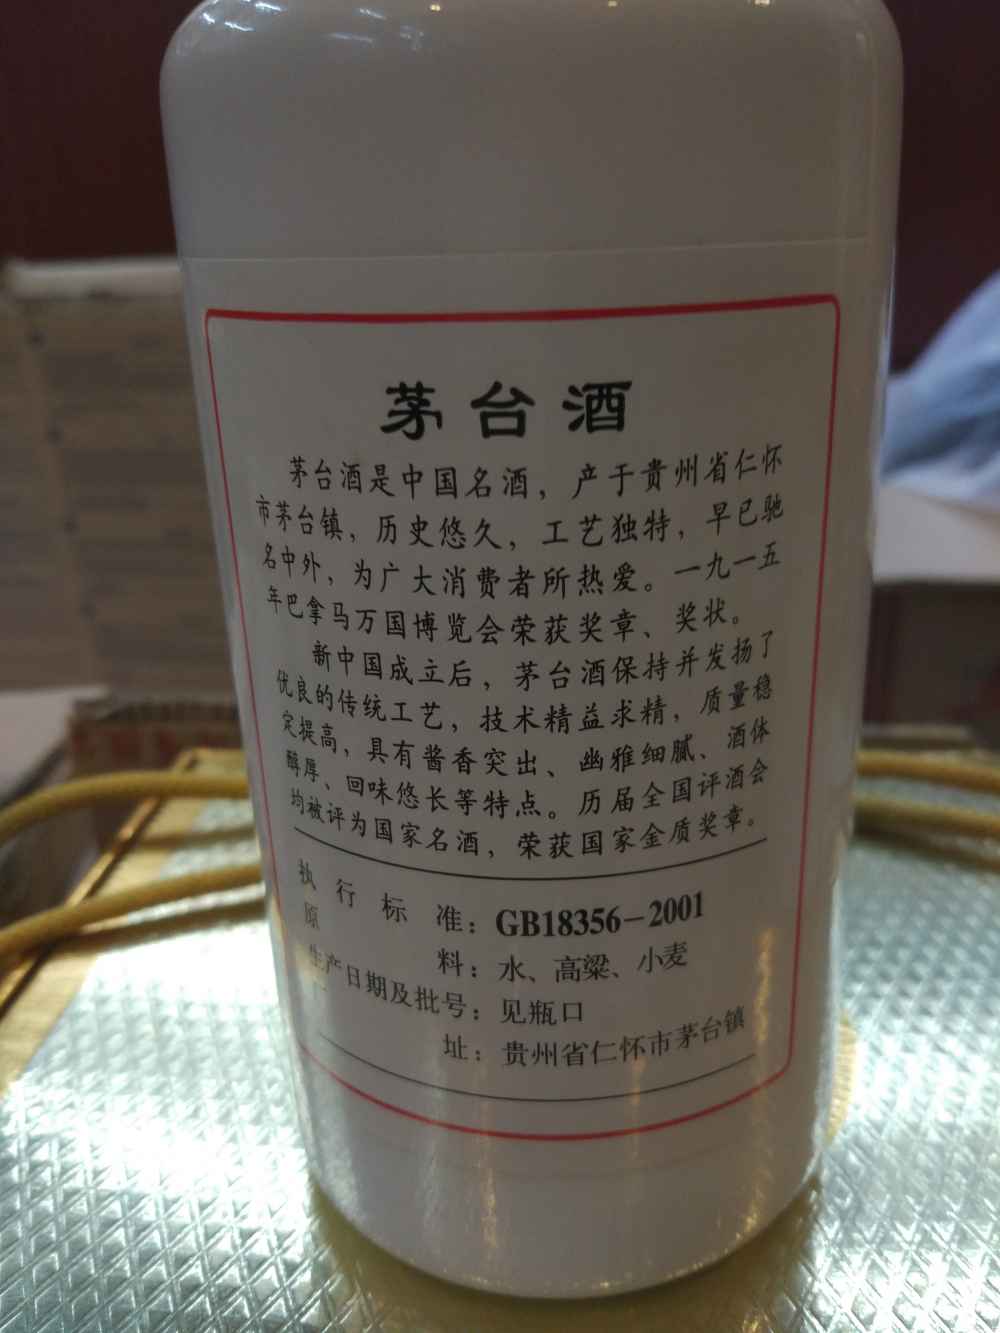 茅台酒
茅台酒是中国名酒，产于贵州省仁怀
市茅台镇，历史悠久，工艺独特，早已驰
名中外，为广大消费者所热爱。一九一五
年巴拿马万国博览会荣获奖章、奖状。
新中国成立后，茅台酒保持并发扬了
优良的传统工艺，技术精益求精，质量稳
定提高，具有酱香突出、幽雅细腻、酒体
醇厚、回味悠长等特点。历届全国评酒会
均被评为国家名酒，荣获国家金质奖章。
执行标准：GB18356-2001
原料：水、高粱、小麦
生产日期及批号：见瓶口
址：贵州省仁怀市茅台镇